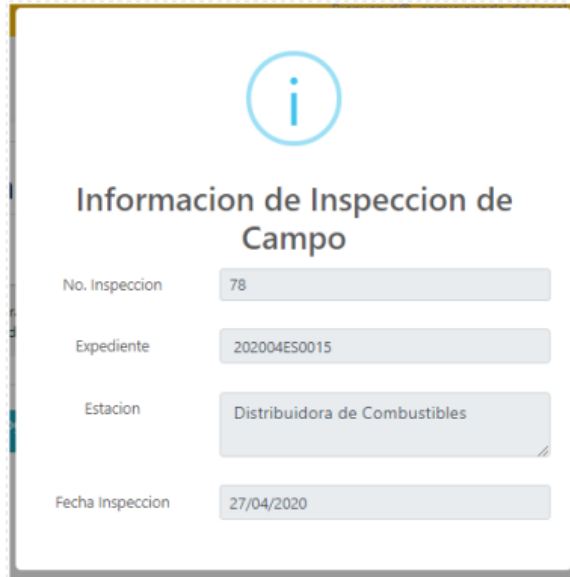 Informacion de Inspeccion de
Campo
No. Inspeccion 78
Expediente 202004ES0015
Estacion Distribuidora de Combustibles
Fecha Inspeccion 27/04/2020